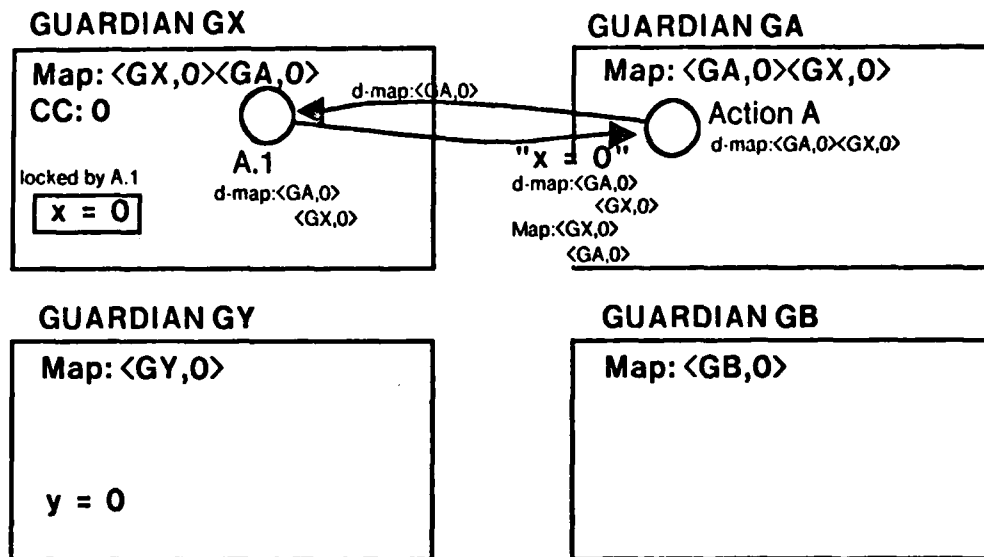 GUARDIAN GX
Map: <GX,0><GA,0>
CC: 0
A.1
d-map:<GA,0>
<GX,0>
locked by A.1
x = 0
d-map:<GA,0>
"x = 0"
d-map:<GA,0>
<GX,0>
Map:<GX,0>
<GA,0>
GUARDIAN GA
Map: <GA,0><GX,0>
Action A
d-map:<GA,0><GX,0>
GUARDIAN GY
Map: <GY,0>
y = 0
GUARDIAN GB
Map: <GB,0>